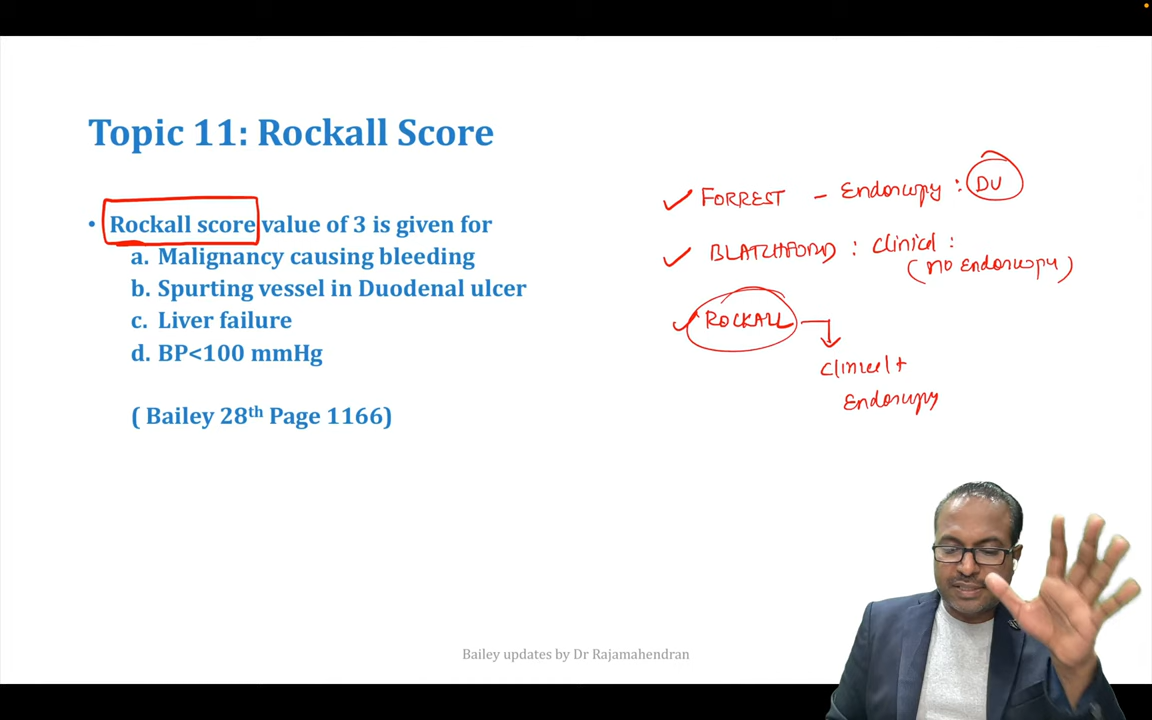 Topic 11: Rockall Score
• Rockall score value of 3 is given for
a. Malignancy causing bleeding
b. Spurting vessel in Duodenal ulcer
c. Liver failure
d. BP<100 mmHg
( Bailey 28th Page 1166)
FORREST - Endoscopy : DU
BLATCHFORD : Clinical :
(no Endoscopy)
ROCKALL
Clinical +
Endoscopy
Bailey updates by Dr Rajamahendran